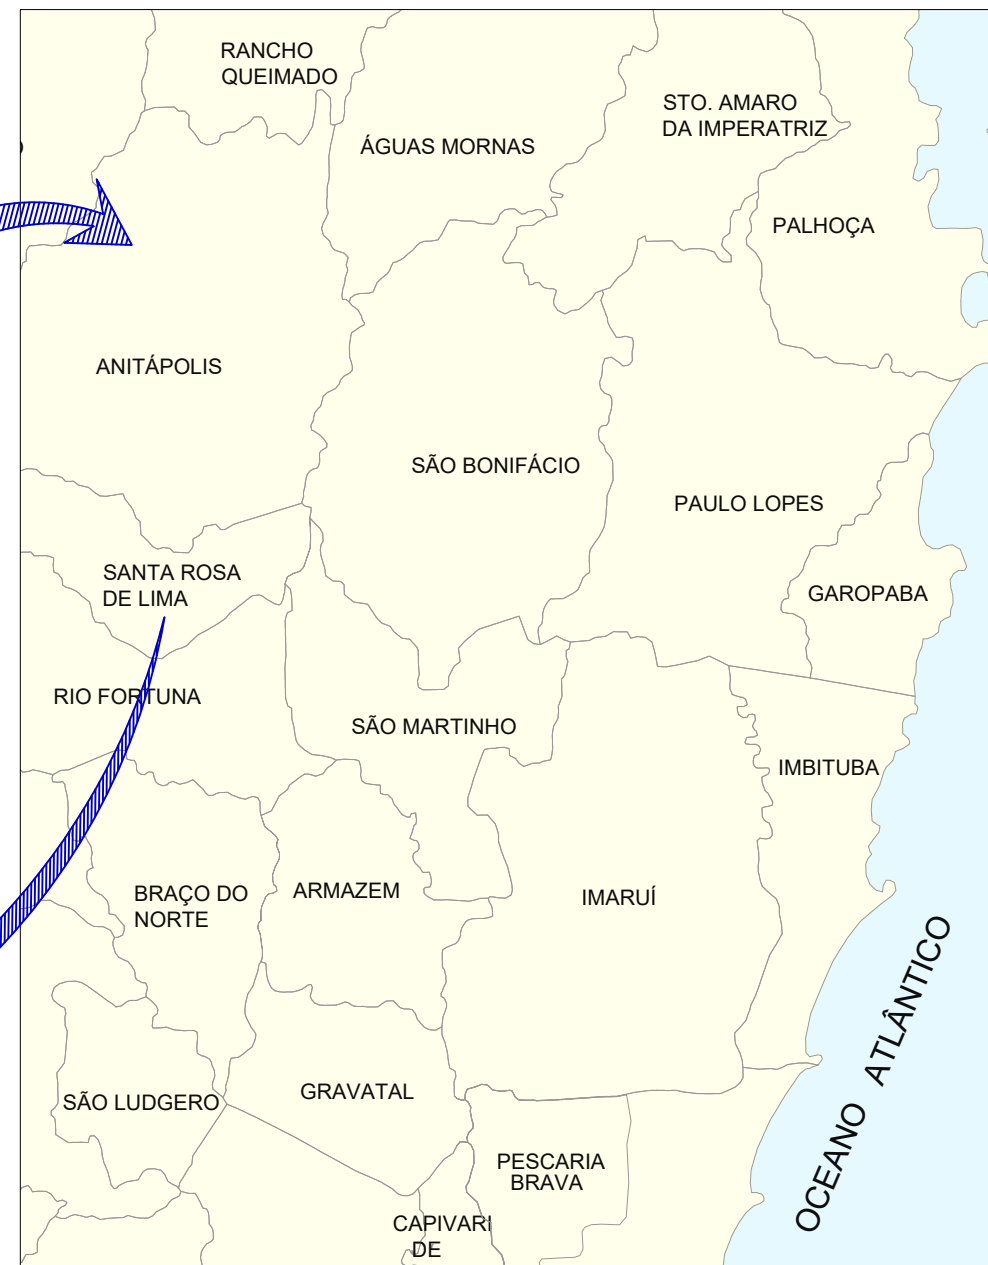 RANCHO
QUEIMADO
STO. AMARO
DA IMPERATRIZ
ÁGUAS MORNAS
PALHOÇA
ANITÁPOLIS
SÃO BONIFÁCIO
PAULO LOPES
SANTA ROSA
DE LIMA
GAROPABA
RIO FORTUNA
SÃO MARTINHO
IMBITUBA
BRAÇO DO
NORTE
ARMAZEM
IMARUÍ
OCEANO ATLÂNTICO
SÃO LUDGERO
GRAVATAL
PESCARIA
BRAVA
CAPIVARI
DE